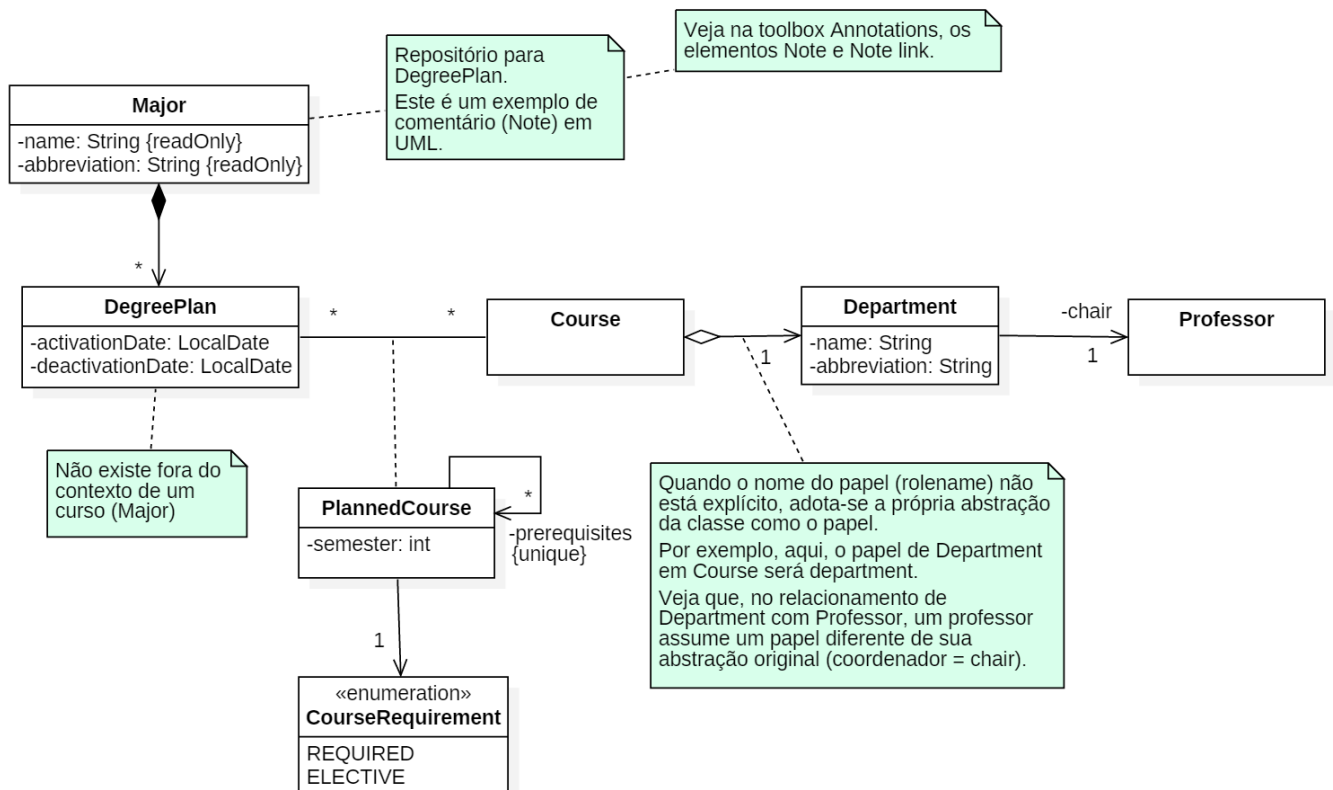 Veja na toolbox Annotations, os
elementos Note e Note link.
Repositório para
DegreePlan.
Este é um exemplo de
comentário (Note) em
UML.
Major
-name: String {readOnly}
-abbreviation: String {readOnly}
*
DegreePlan
-activationDate: LocalDate
-deactivationDate: LocalDate
*
*
Course
1
Department
-name: String
-abbreviation: String
-chair
1
Professor
Não existe fora do
contexto de um
curso (Major)
PlannedCourse
-semester: int
*
-prerequisites
{unique}
Quando o nome do papel (rolename) não
está explícito, adota-se a própria abstração
da classe como o papel.
Por exemplo, aqui, o papel de Department
em Course será department.
Veja que, no relacionamento de
Department com Professor, um professor
assume um papel diferente de sua
abstração original (coordenador = chair).
1
«enumeration»
CourseRequirement
REQUIRED
ELECTIVE